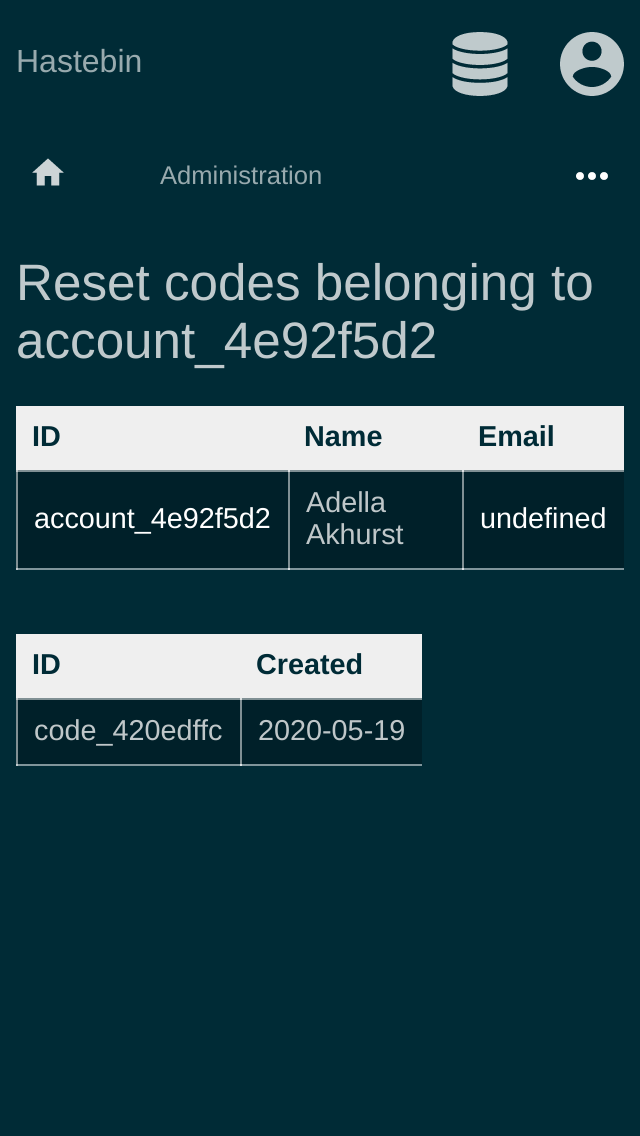 Hastebin
Administration
Reset codes belonging to
account_4e92f5d2
ID Name Email
account_4e92f5d2 Adella Akhurst undefined
ID Created
code_420edffc 2020-05-19